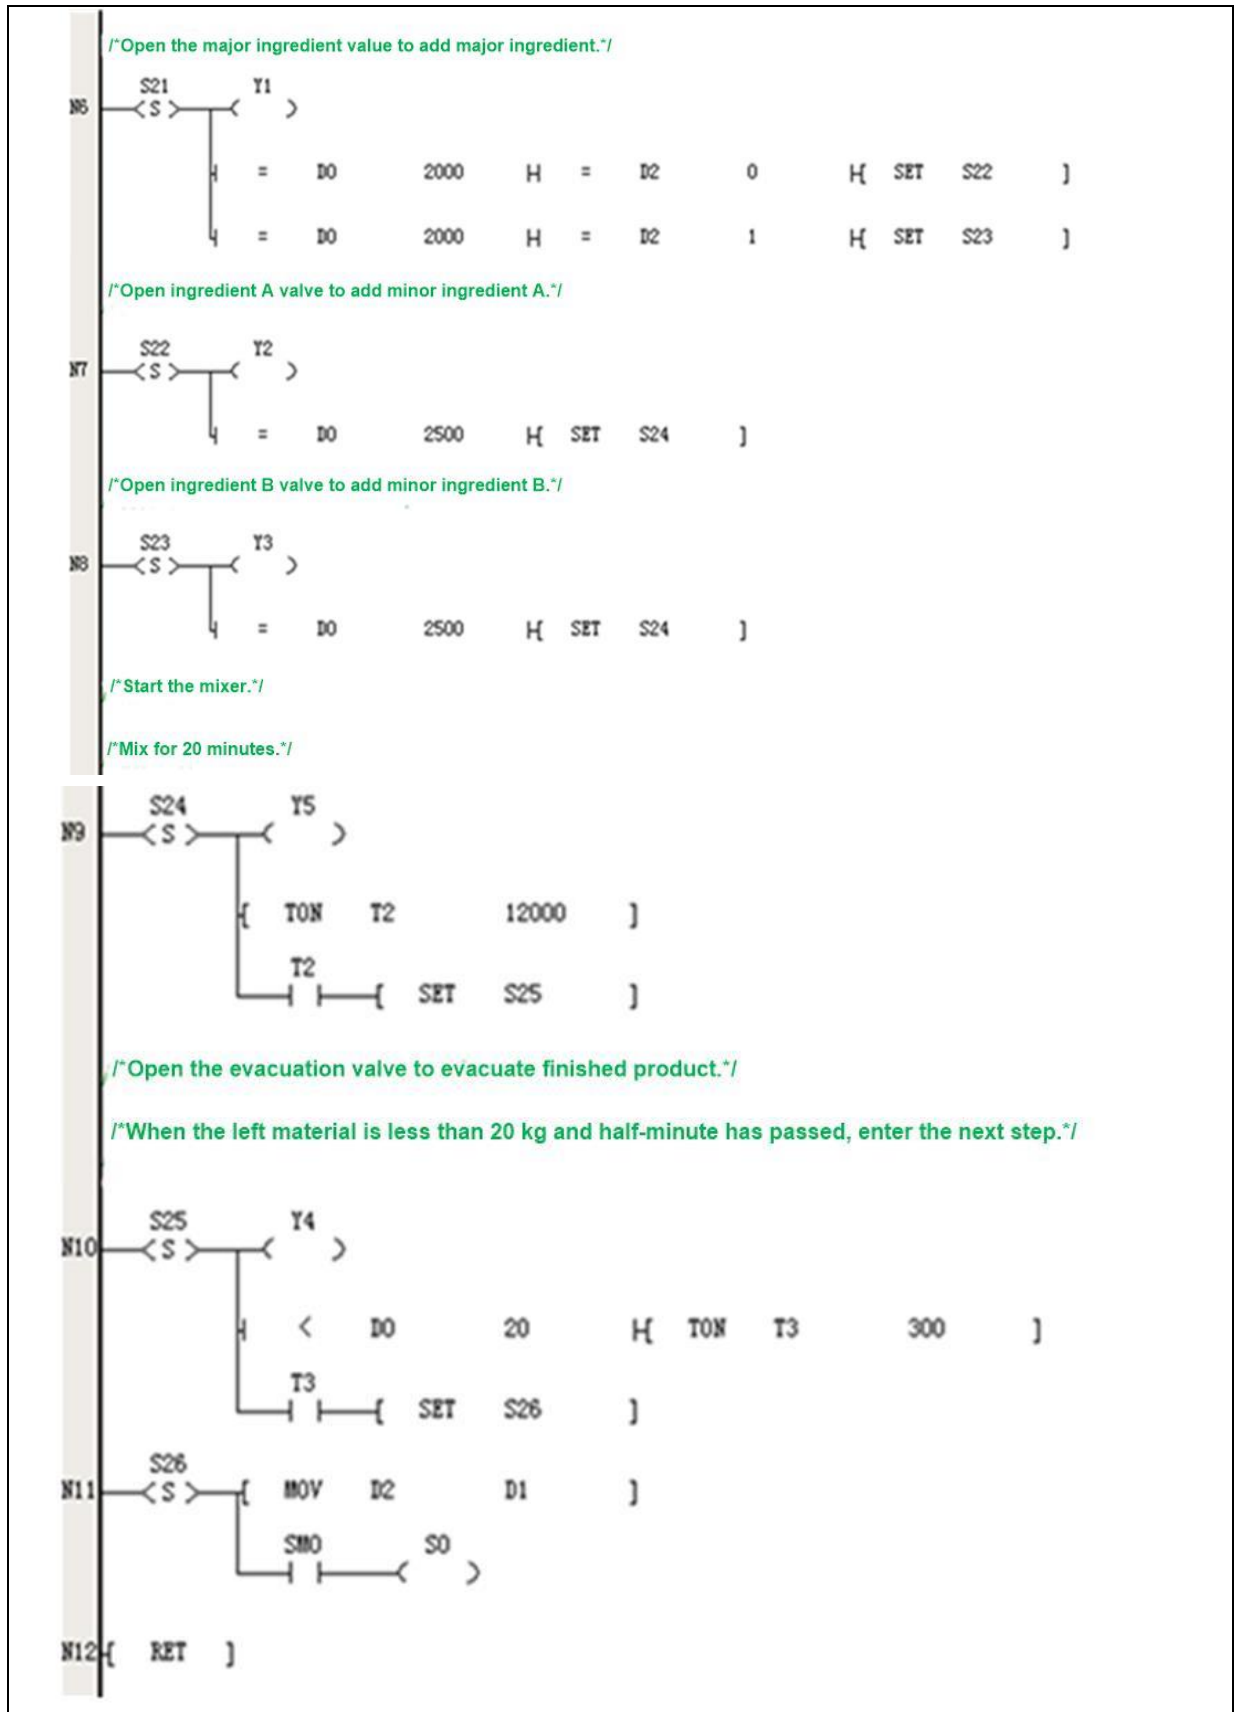 /*Open the major ingredient value to add major ingredient.*/
S21 Y1
N6 S
= D0 2000 = D2 0 SET S22
= D0 2000 = D2 1 SET S23
/*Open ingredient A valve to add minor ingredient A.*/
S22 Y2
N7 S
= D0 2500 SET S24
/*Open ingredient B valve to add minor ingredient B.*/
S23 Y3
N8 S
= D0 2500 SET S24
/*Start the mixer.*/
/*Mix for 20 minutes.*/
S24 Y5
N9 S
TON T2 12000
T2
SET S25
/*Open the evacuation valve to evacuate finished product.*/
/*When the left material is less than 20 kg and half-minute has passed, enter the next step.*/
S25 Y4
N10 S
< D0 20 TON T3 300
T3
SET S26
S26
N11 S MOV D2 D1
SM0 S0
N12 RET